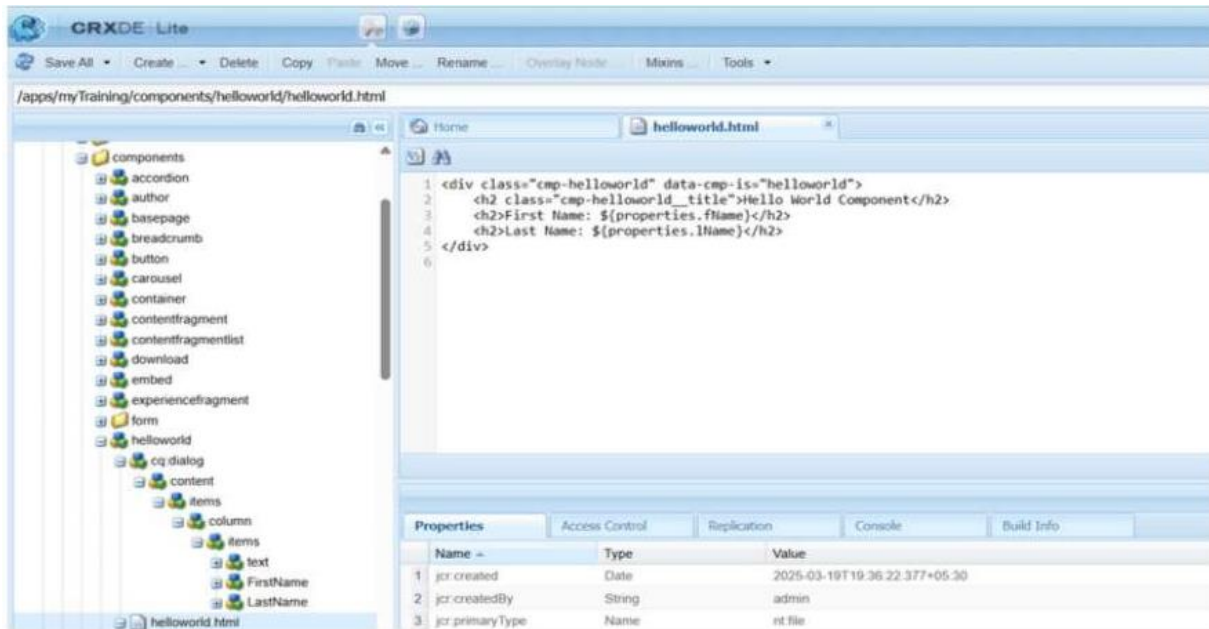 CRXDE Lite
Save All Create ... Delete Copy Paste Move ... Rename ... Overlay Node ... Mixins ... Tools
/apps/myTraining/components/helloworld/helloworld.html
Home helloworld.html
components
accordion
author
basepage
breadcrumb
button
carousel
container
contentfragment
contentfragmentlist
download
embed
experiencefragment
form
helloworld
cq:dialog
content
items
column
items
text
FirstName
LastName
helloworld.html
1 <div class="cmp-helloworld" data-cmp-is="helloworld">
2 <h2 class="cmp-helloworld__title">Hello World Component</h2>
3 <h2>First Name: ${properties.fName}</h2>
4 <h2>Last Name: ${properties.lName}</h2>
5 </div>
6
Properties Access Control Replication Console Build Info
Name Type Value
1 jcr:created Date 2025-03-19T19:36:22.377+05:30
2 jcr:createdBy String admin
3 jcr:primaryType Name nt:file